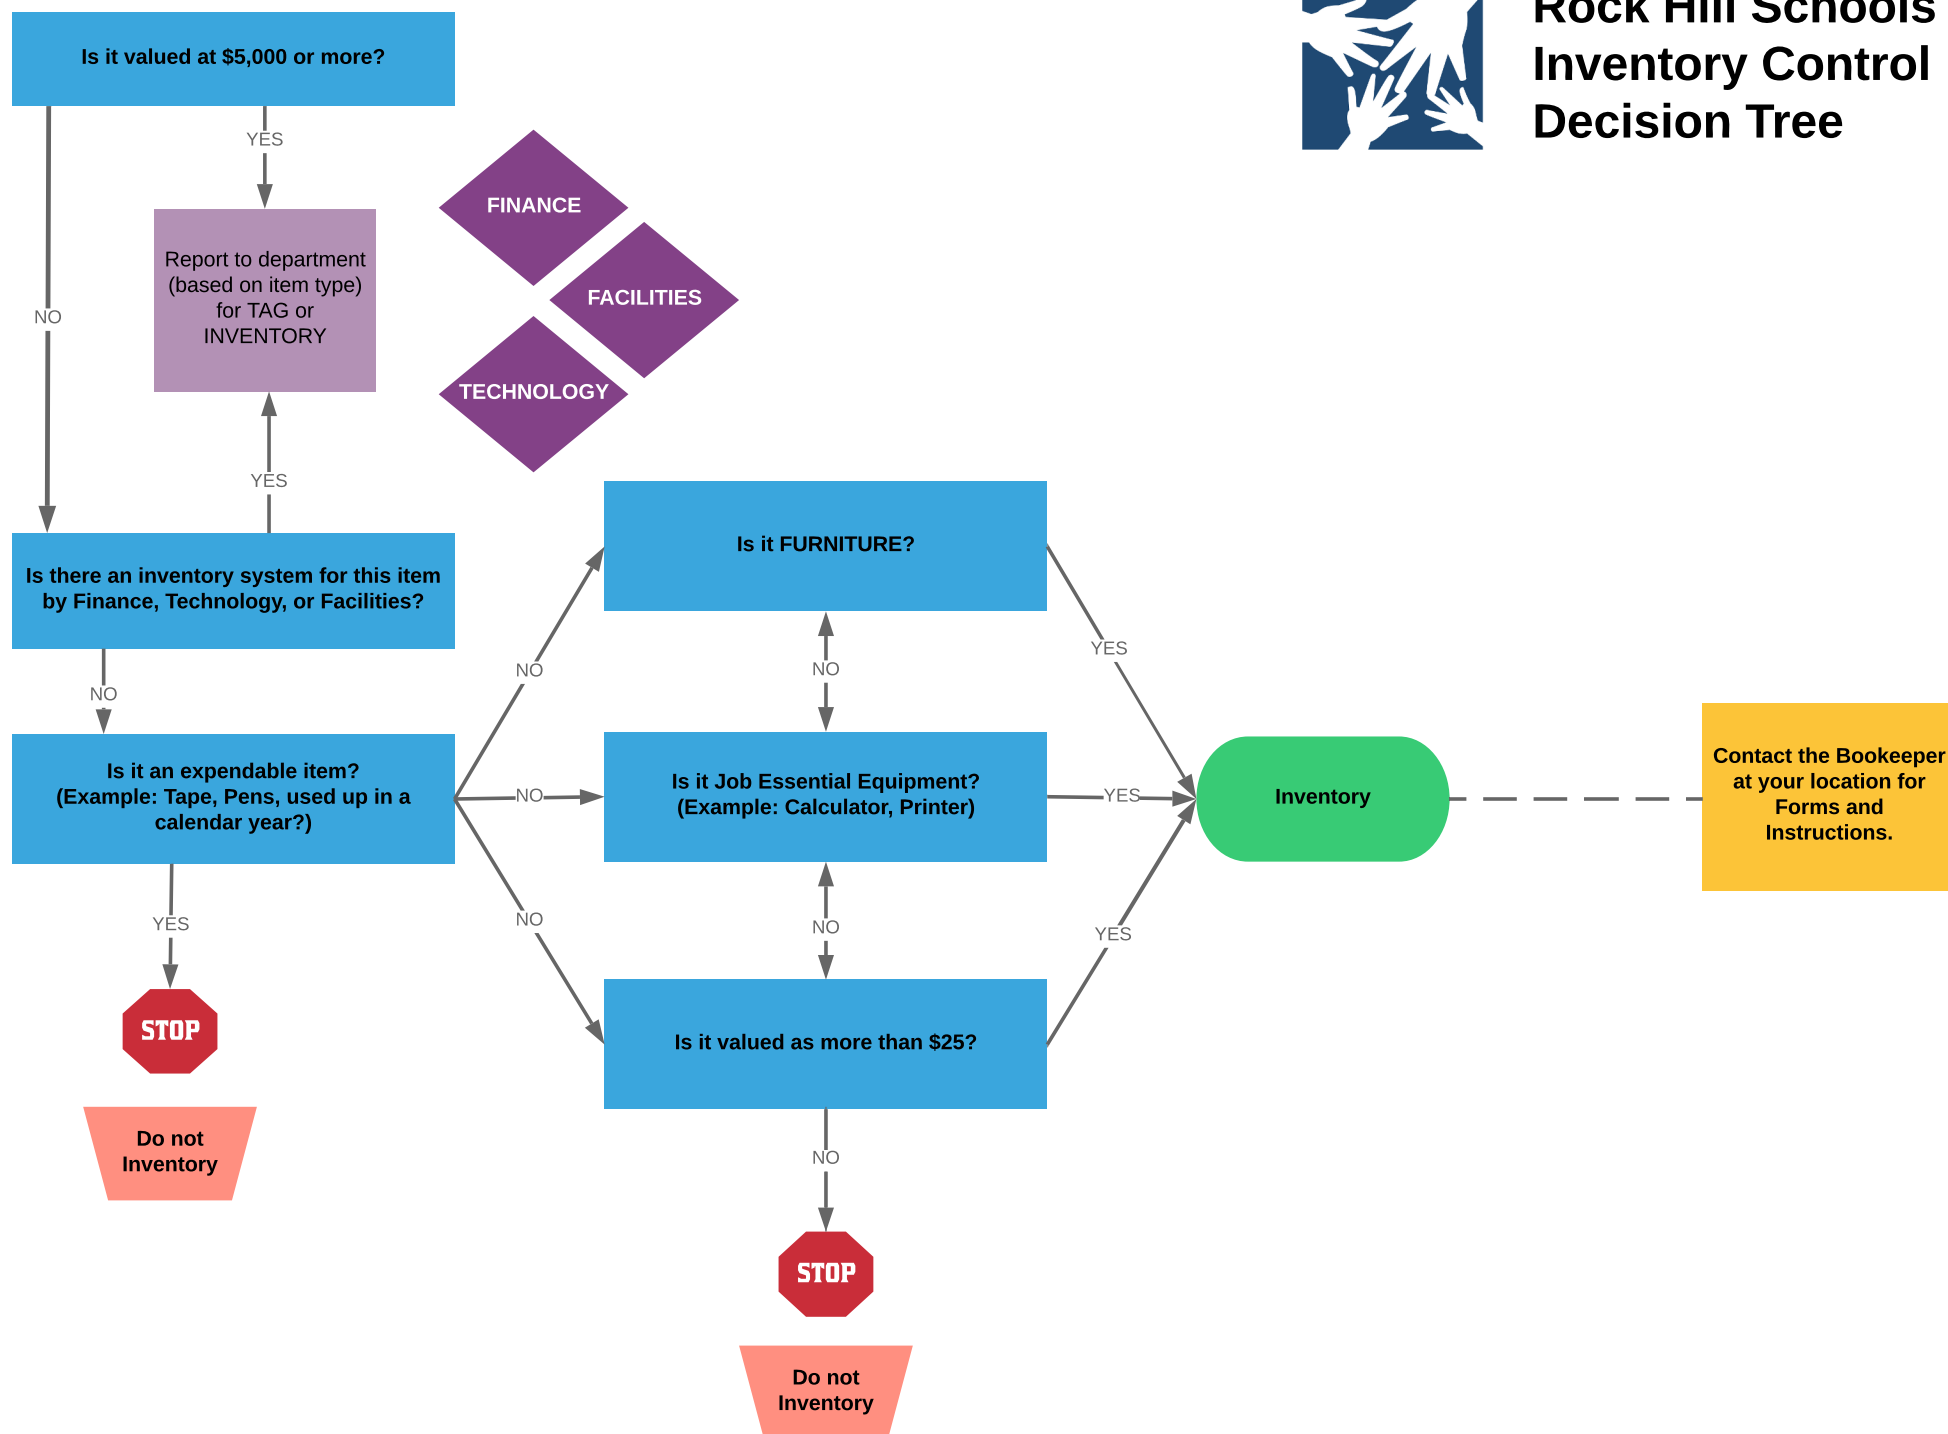 Rock Hill Schools
Inventory Control
Decision Tree
Is it valued at $5,000 or more?
YES
NO
Report to department
(based on item type)
for TAG or
INVENTORY
FINANCE
FACILITIES
TECHNOLOGY
YES
Is there an inventory system for this item
by Finance, Technology, or Facilities?
NO
Is it an expendable item?
(Example: Tape, Pens, used up in a
calendar year?)
YES
STOP
Do not
Inventory
NO
NO
NO
Is it FURNITURE?
NO
Is it Job Essential Equipment?
(Example: Calculator, Printer)
NO
Is it valued as more than $25?
NO
STOP
Do not
Inventory
YES
YES
YES
Inventory
Contact the Bookeeper
at your location for
Forms and
Instructions.